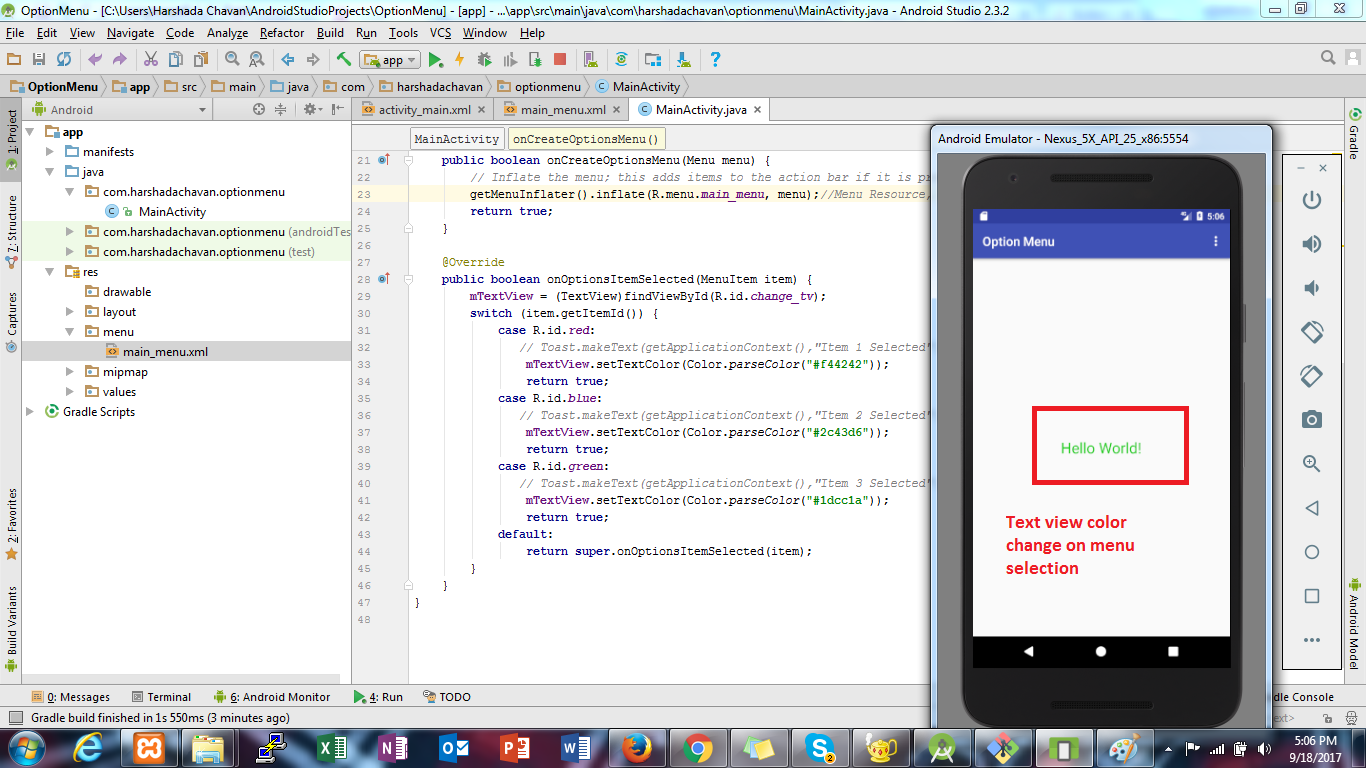 OptionMenu - [C:\Users\Harshada Chavan\AndroidStudioProjects\OptionMenu] - [app] - ...\app\src\main\java\com\harshadachavan\optionmenu\MainActivity.java - Android Studio 2.3.2
File Edit View Navigate Code Analyze Refactor Build Run Tools VCS Window Help
app
OptionMenu app src main java com harshadachavan optionmenu MainActivity
Android
activity_main.xml main_menu.xml MainActivity.java
1: Project
7: Structure
Captures
2: Favorites
Build Variants
app
manifests
java
com.harshadachavan.optionmenu
MainActivity
com.harshadachavan.optionmenu (androidTes
com.harshadachavan.optionmenu (test)
res
drawable
layout
menu
main_menu.xml
mipmap
values
Gradle Scripts
MainActivity onCreateOptionsMenu()
21 public boolean onCreateOptionsMenu(Menu menu) {
22 // Inflate the menu; this adds items to the action bar if it is pr
23 getMenuInflater().inflate(R.menu.main_menu, menu);//Menu Resource,
24 return true;
25 }
26
27 @Override
28 public boolean onOptionsItemSelected(MenuItem item) {
29 mTextView = (TextView)findViewById(R.id.change_tv);
30 switch (item.getItemId()) {
31 case R.id.red:
32 // Toast.makeText(getApplicationContext(),"Item 1 Selected"
33 mTextView.setTextColor(Color.parseColor("#f44242"));
34 return true;
35 case R.id.blue:
36 // Toast.makeText(getApplicationContext(),"Item 2 Selected"
37 mTextView.setTextColor(Color.parseColor("#2c43d6"));
38 return true;
39 case R.id.green:
40 // Toast.makeText(getApplicationContext(),"Item 3 Selected"
41 mTextView.setTextColor(Color.parseColor("#1dcc1a"));
42 return true;
43 default:
44 return super.onOptionsItemSelected(item);
45 }
46 }
47 }
48
Android Emulator - Nexus_5X_API_25_x86:5554
5:06
Option Menu
Hello World!
Text view color
change on menu
selection
Gradle
Android Model
0: Messages Terminal 6: Android Monitor 4: Run TODO
dle Console
Gradle build finished in 1s 550ms (3 minutes ago)
ext>
2
5:06 PM
9/18/2017